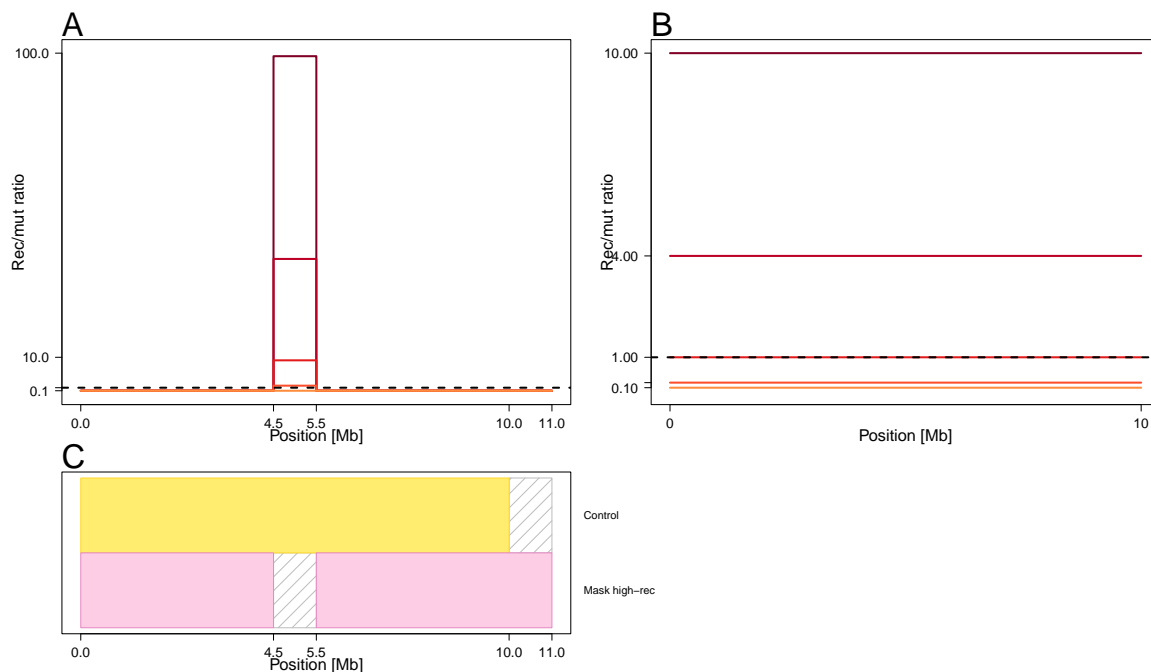 A
Rec/mut ratio
100.0
10.0
0.1
0.0 4.5 5.5 10.0 11.0
Position [Mb]
B
Rec/mut ratio
10.00
4.00
1.00
0.10
0 10
Position [Mb]
C
Control
Mask high−rec
0.0 4.5 5.5 10.0 11.0
Position [Mb]